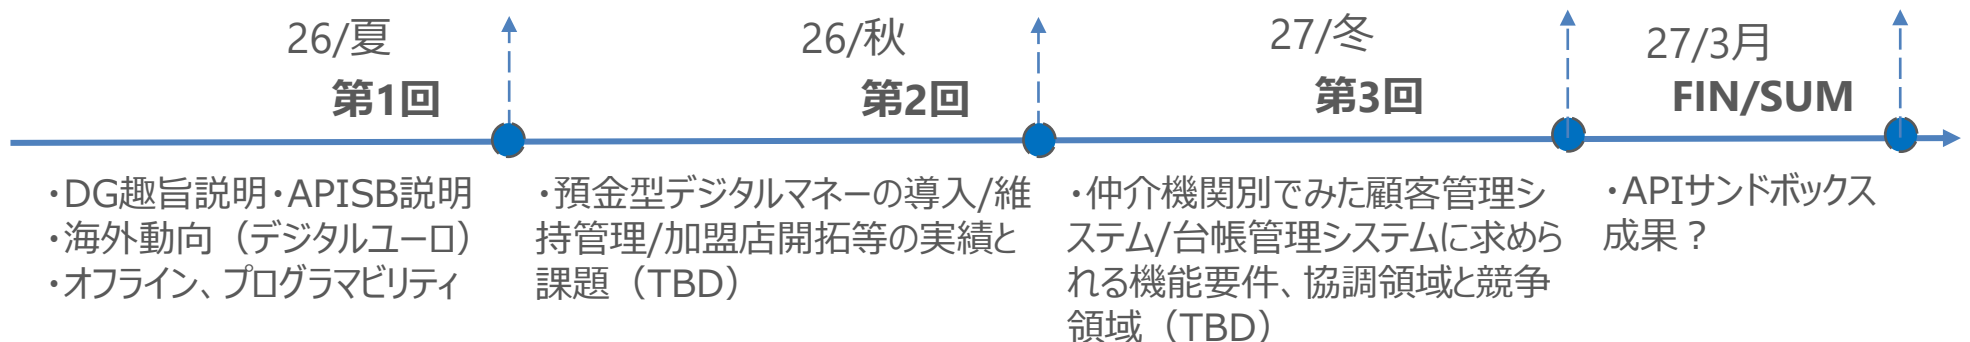 26/夏
第1回
・DG趣旨説明・APISB説明
・海外動向（デジタルユーロ）
・オフライン、プログラマビリティ
26/秋
第2回
・預金型デジタルマネーの導入/維
持管理/加盟店開拓等の実績と
課題（TBD）
27/冬
第3回
・仲介機関別でみた顧客管理シ
ステム/台帳管理システムに求めら
れる機能要件、協調領域と競争
領域（TBD）
27/3月
FIN/SUM
・APIサンドボックス
成果？